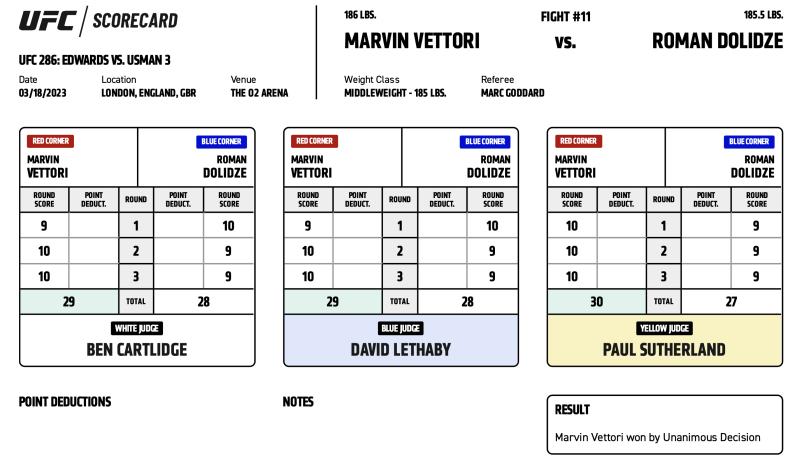 UFC SCORECARD
UFC 286: EDWARDS VS. USMAN 3
Date Location Venue
03/18/2023 LONDON, ENGLAND, GBR THE O2 ARENA
186 LBS. FIGHT #11 185.5 LBS.
MARVIN VETTORI VS. ROMAN DOLIDZE
Weight Class Referee
MIDDLEWEIGHT - 185 LBS. MARC GODDARD
RED CORNER BLUE CORNER
MARVIN ROMAN
VETTORI DOLIDZE
ROUND POINT ROUND POINT ROUND
SCORE DEDUCT. DEDUCT. SCORE
9 1 10
10 2 9
10 3 9
29 TOTAL 28
WHITE JUDGE
BEN CARTLIDGE
RED CORNER BLUE CORNER
MARVIN ROMAN
VETTORI DOLIDZE
ROUND POINT ROUND POINT ROUND
SCORE DEDUCT. DEDUCT. SCORE
9 1 10
10 2 9
10 3 9
29 TOTAL 28
BLUE JUDGE
DAVID LETHABY
RED CORNER BLUE CORNER
MARVIN ROMAN
VETTORI DOLIDZE
ROUND POINT ROUND POINT ROUND
SCORE DEDUCT. DEDUCT. SCORE
10 1 9
10 2 9
10 3 9
30 TOTAL 27
YELLOW JUDGE
PAUL SUTHERLAND
POINT DEDUCTIONS
NOTES
RESULT
Marvin Vettori won by Unanimous Decision